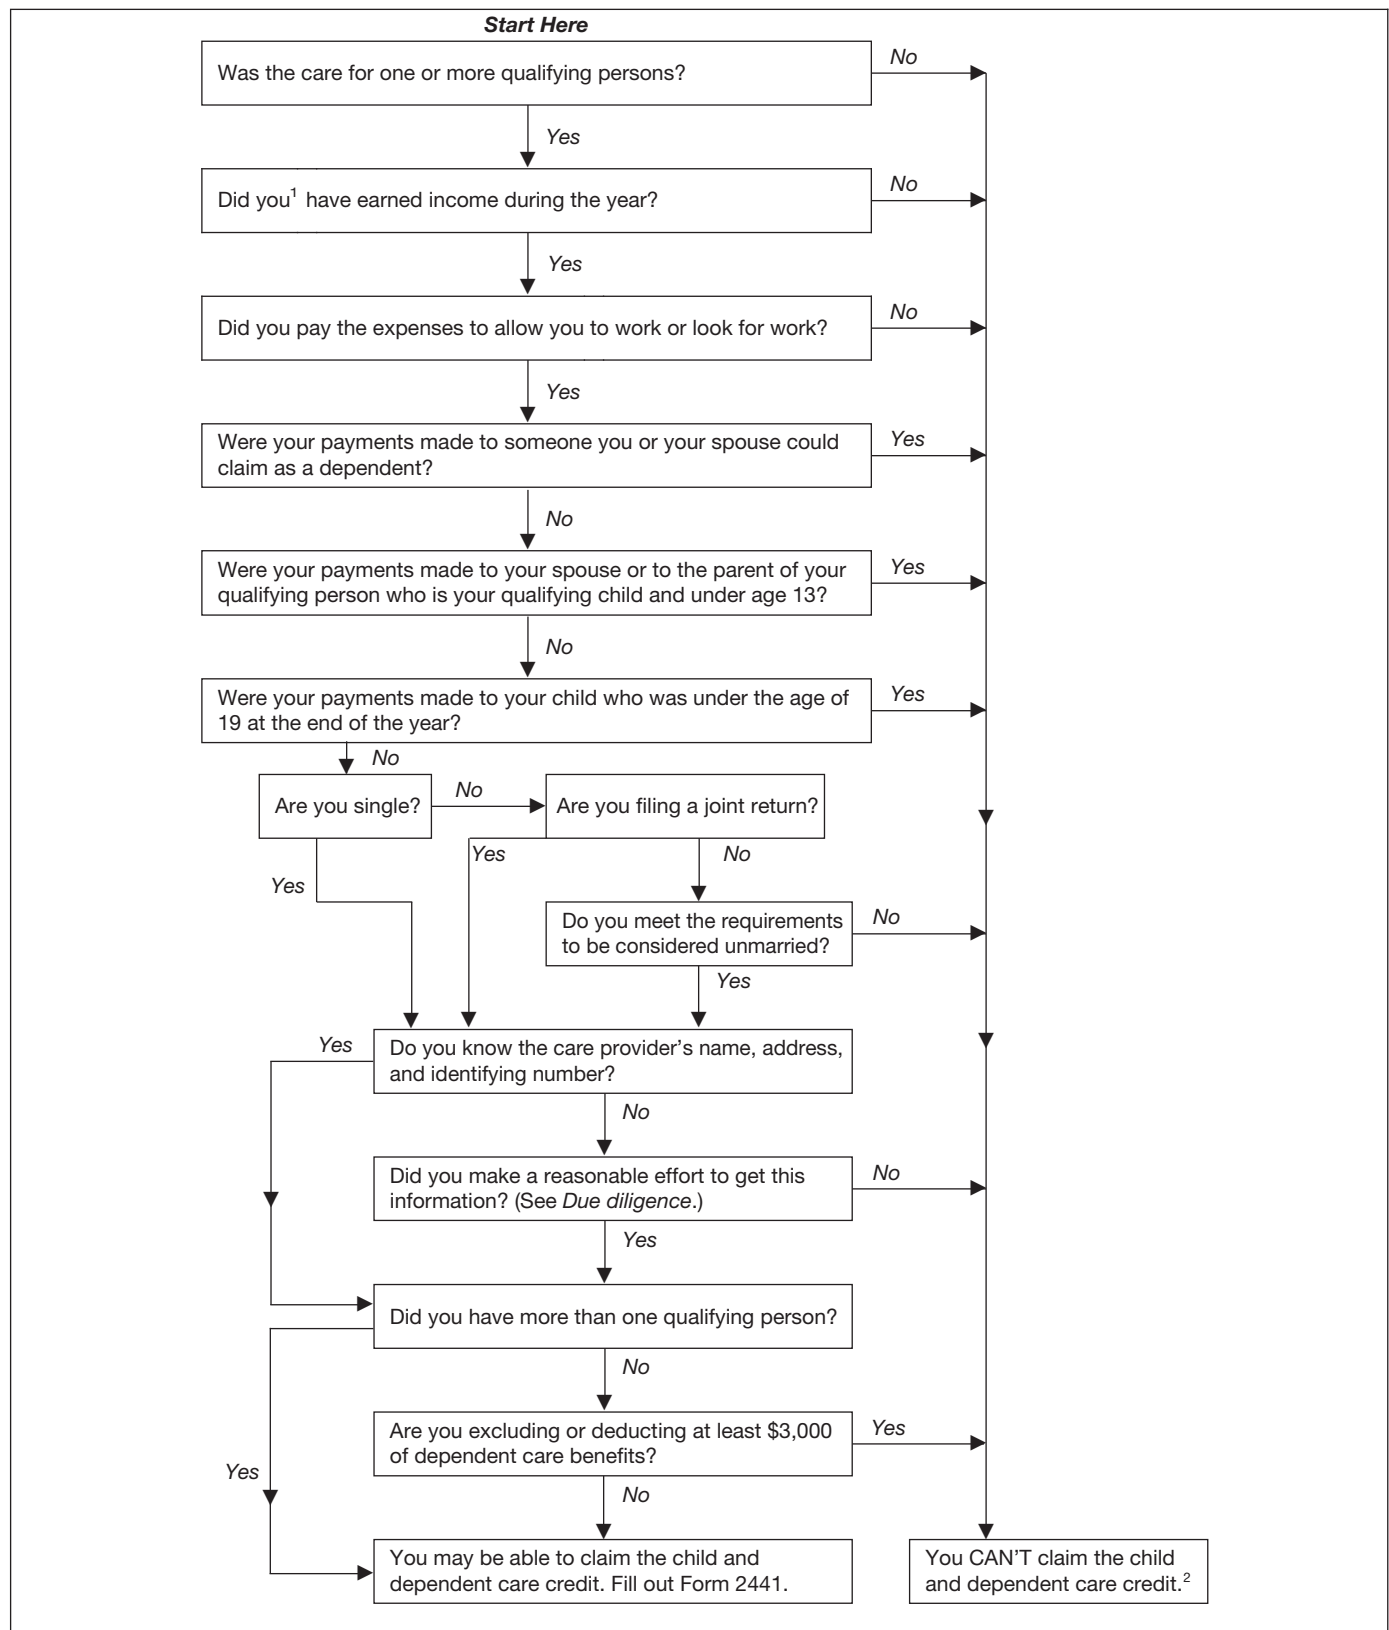 Start Here
Was the care for one or more qualifying persons?
No
Yes
Did you¹ have earned income during the year?
No
Yes
Did you pay the expenses to allow you to work or look for work?
No
Yes
Were your payments made to someone you or your spouse could
claim as a dependent?
Yes
No
Were your payments made to your spouse or to the parent of your
qualifying person who is your qualifying child and under age 13?
Yes
No
Were your payments made to your child who was under the age of
19 at the end of the year?
Yes
No
Are you single?
No
Are you filing a joint return?
Yes
Yes
No
Do you meet the requirements
to be considered unmarried?
No
Yes
Do you know the care provider's name, address,
and identifying number?
Yes
No
Did you make a reasonable effort to get this
information? (See Due diligence.)
No
Yes
Did you have more than one qualifying person?
Yes
No
Are you excluding or deducting at least $3,000
of dependent care benefits?
Yes
No
You may be able to claim the child and
dependent care credit. Fill out Form 2441.
You CAN'T claim the child
and dependent care credit.²